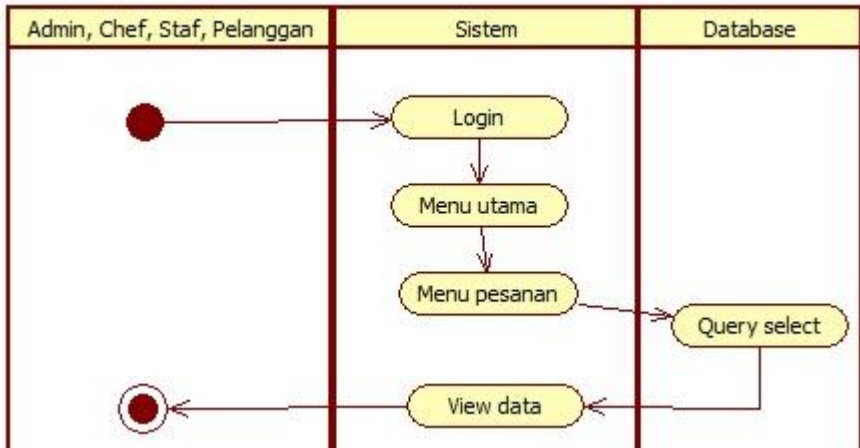 Admin, Chef, Staf, Pelanggan
Sistem
Database
Login
Menu utama
Menu pesanan
Query select
View data